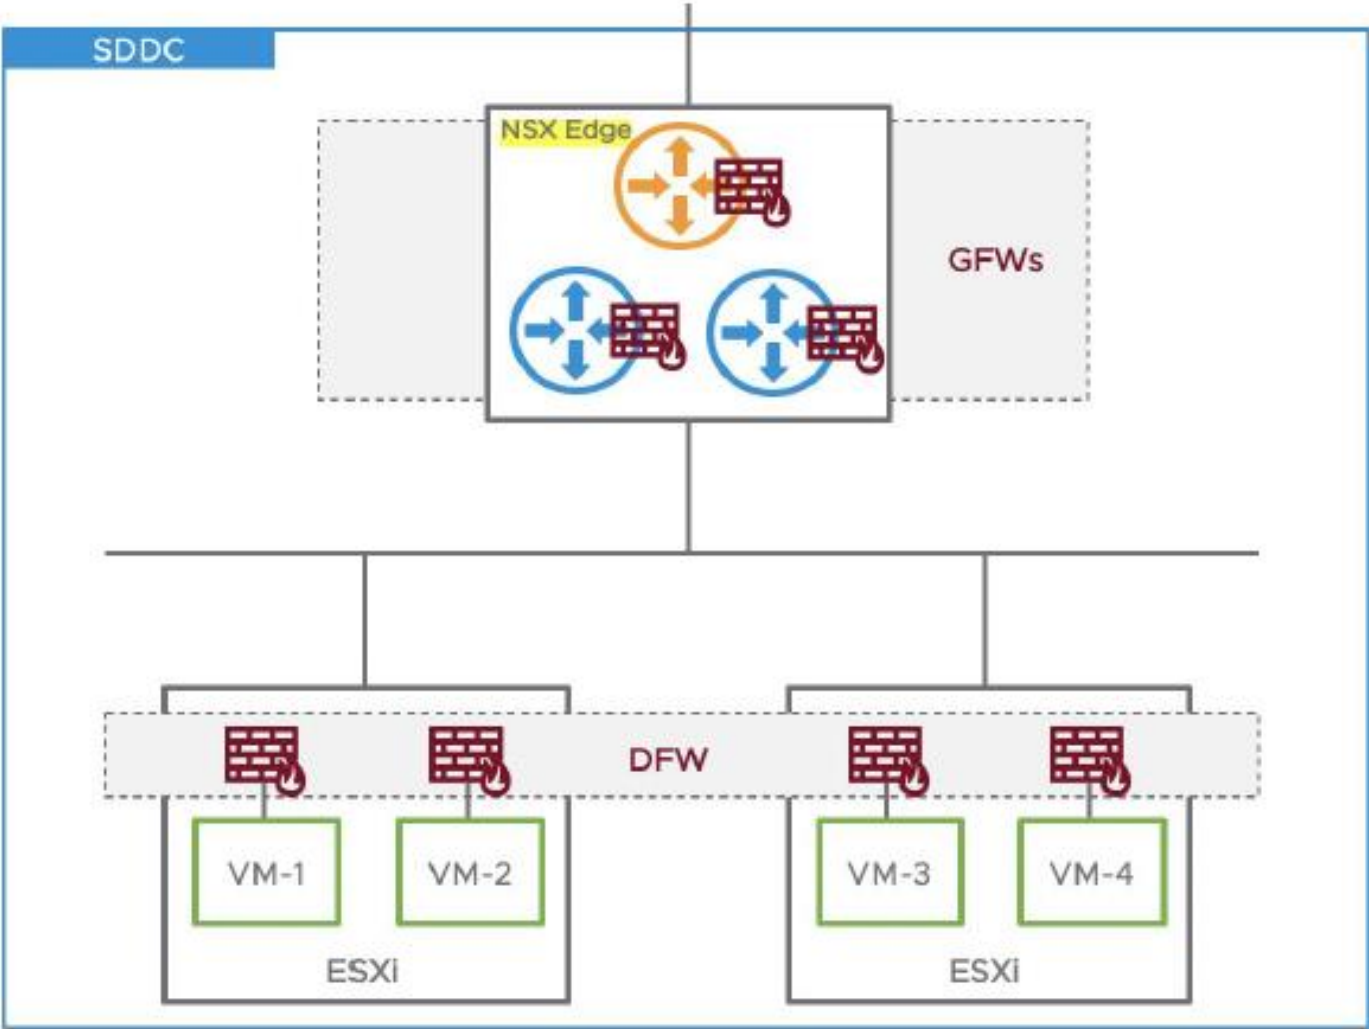 SDDC
NSX Edge
GFWs
DFW
VM-1
VM-2
VM-3
VM-4
ESXi
ESXi